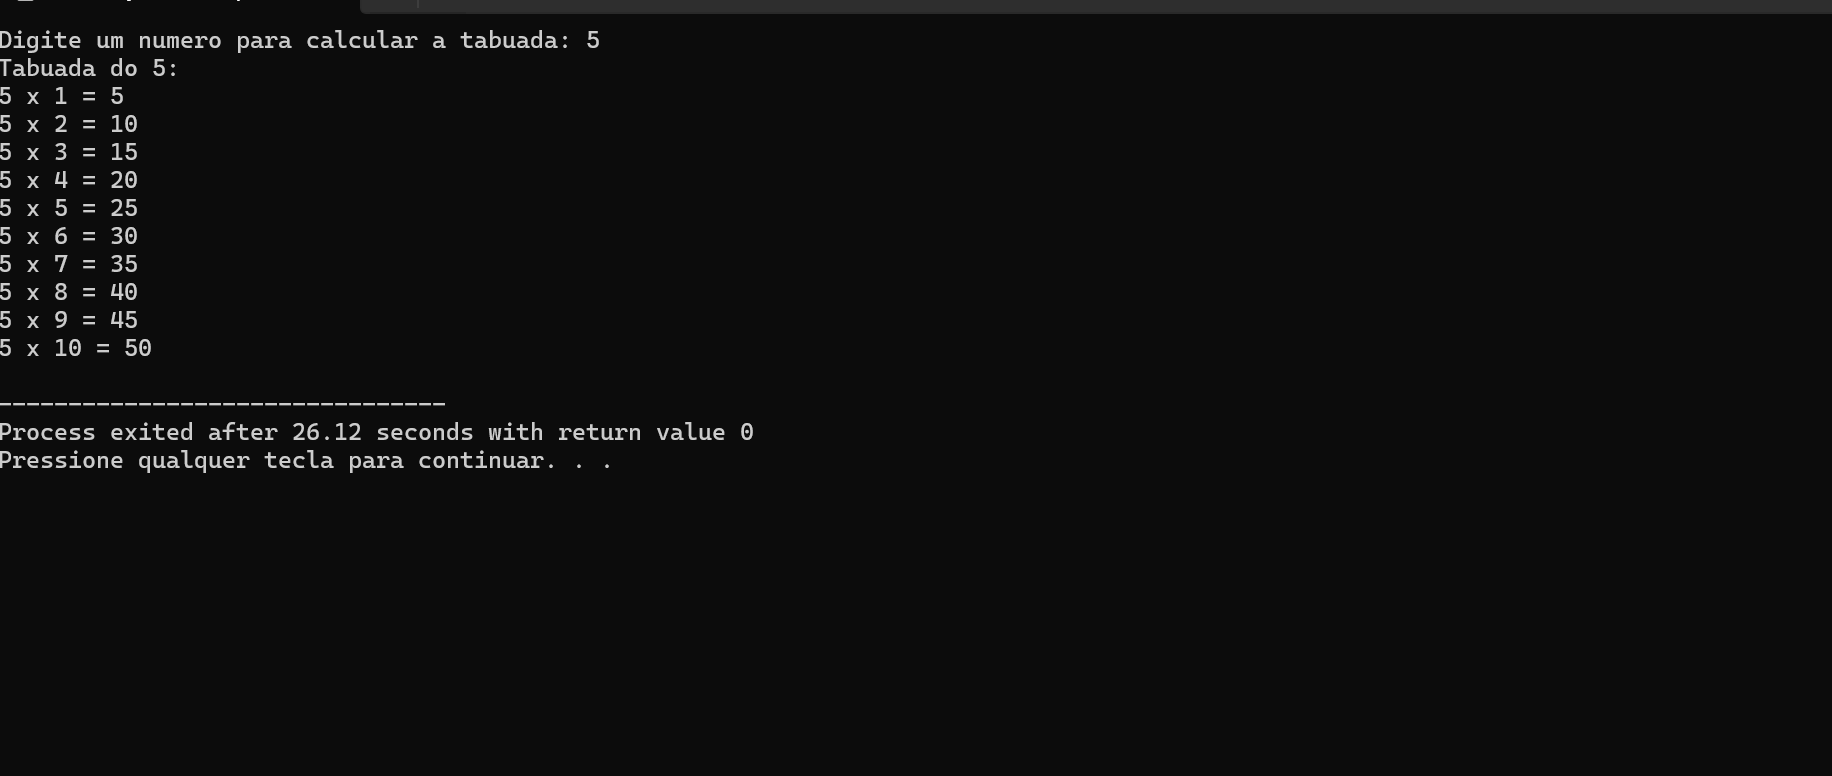 Digite um numero para calcular a tabuada: 5
Tabuada do 5:
5 x 1 = 5
5 x 2 = 10
5 x 3 = 15
5 x 4 = 20
5 x 5 = 25
5 x 6 = 30
5 x 7 = 35
5 x 8 = 40
5 x 9 = 45
5 x 10 = 50
--------------------------------
Process exited after 26.12 seconds with return value 0
Pressione qualquer tecla para continuar. . .